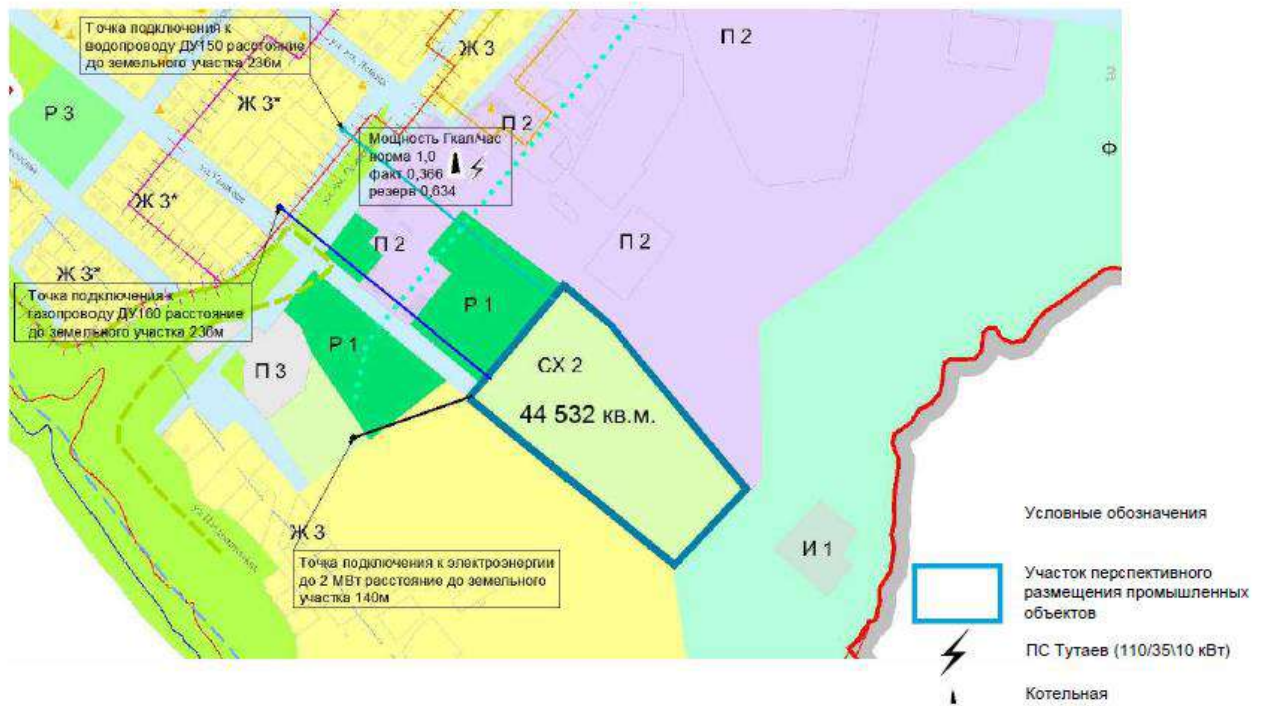 Точка подключения к
водопроводу ДУ150 расстояние
до земельного участка 236м
П 2
Ж 3
Ж 3*
Р 3
П 2
Мощность Гкал/час
норма 1,0
факт 0,366
резерв 0,634
Ф
Ж 3*
П 2
П 2
Ж 3*
Точка подключения к
газопроводу ДУ160 расстояние
до земельного участка 236м
Р 1
Р 1
П 3
СХ 2
44 532 кв.м.
Ж 3
И 1
Точка подключения к электроэнергии
до 2 МВт расстояние до земельного
участка 140м
Условные обозначения
Участок перспективного
размещения промышленных
объектов
ПС Тутаев (110/35\10 кВт)
Котельная